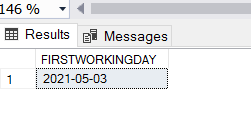 146 %
Results Messages
FIRSTWORKINGDAY
1 2021-05-03